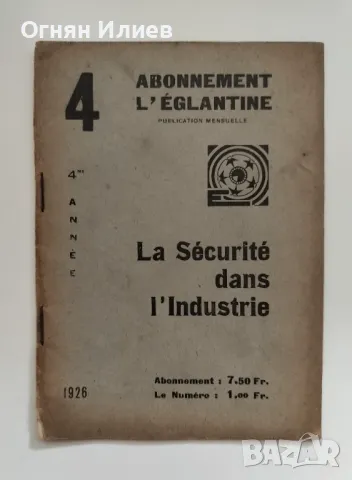 Огнян Илиев
4
ABONNEMENT
L'ÉGLANTINE
PUBLICATION MENSUELLE
4me ANNÉE
E
La Sécurité
dans
l'Industrie
Abonnement : 7.50 Fr.
Le Numéro : 1,00 Fr.
1926
BAZAR